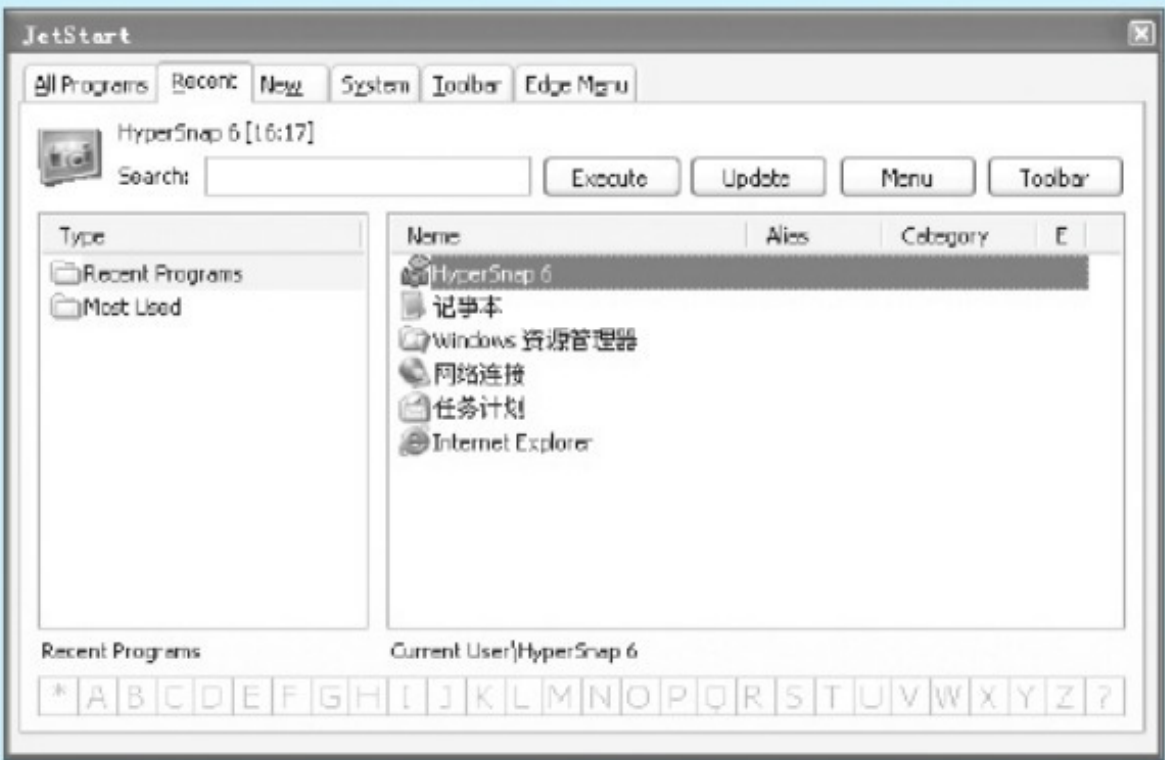 JetStart
All Programs Recent New System Toolbar Edge Menu
HyperSnap 6 [16:17]
Search: Execute Update Menu Toolbar
Type Name Alias Category E
Recent Programs HyperSnap 6
Most Used 记事本
Windows 资源管理器
网络连接
任务计划
Internet Explorer
Recent Programs Current User\HyperSnap 6
* A B C D E F G H I J K L M N O P Q R S T U V W X Y Z ?